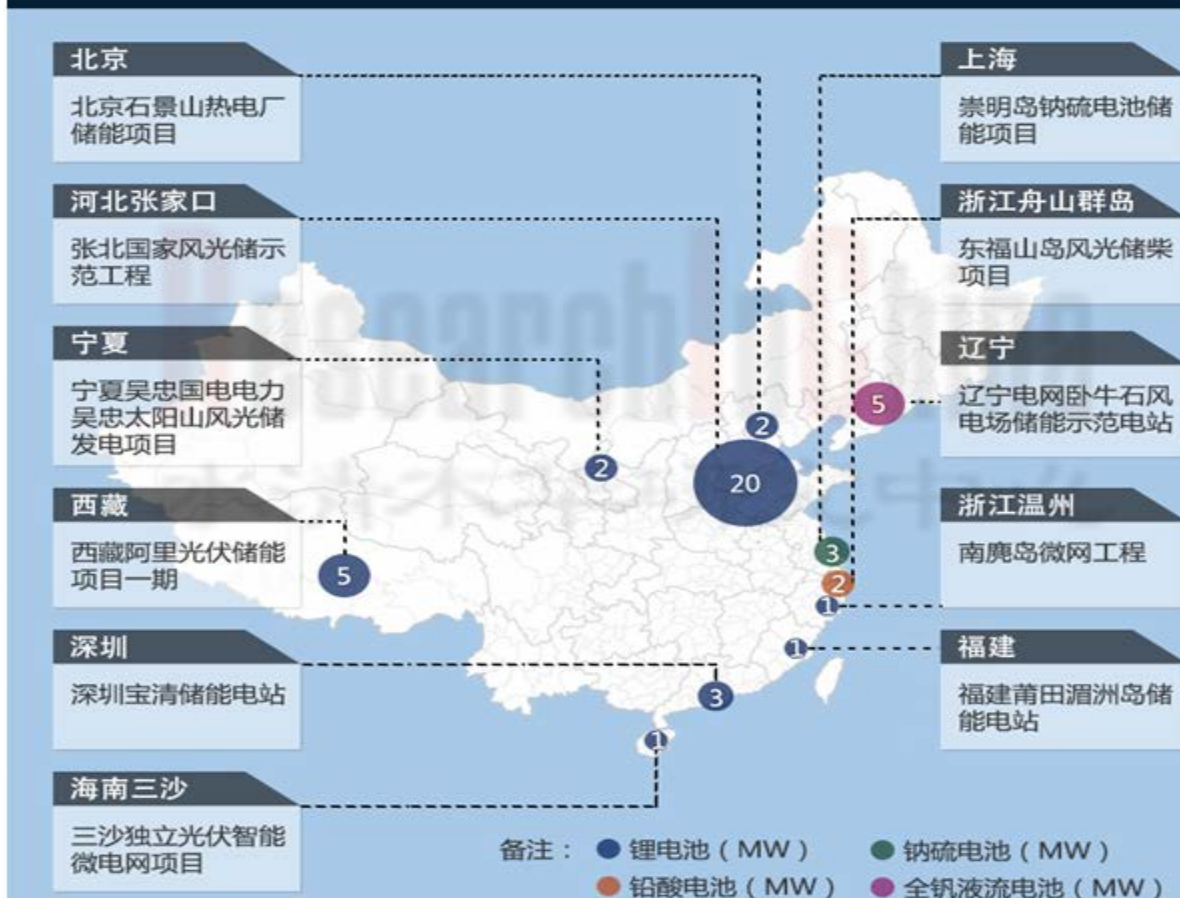 北京
北京石景山热电厂
储能项目
河北张家口
张北国家风光储示
范工程
宁夏
宁夏吴忠国电电力
吴忠太阳山风光储
发电项目
西藏
西藏阿里光伏储能
项目一期
深圳
深圳宝清储能电站
海南三沙
三沙独立光伏智能
微电网项目
上海
崇明岛钠硫电池储
能项目
浙江舟山群岛
东福山岛风光储柴
项目
辽宁
辽宁电网卧牛石风
电场储能示范电站
浙江温州
南麂岛微网工程
福建
福建莆田湄洲岛储
能电站
5
2
2
20
3
5
2
1
1
3
1
备注：
锂电池（MW）
钠硫电池（MW）
铅酸电池（MW）
全钒液流电池（MW）
ResearchInChina